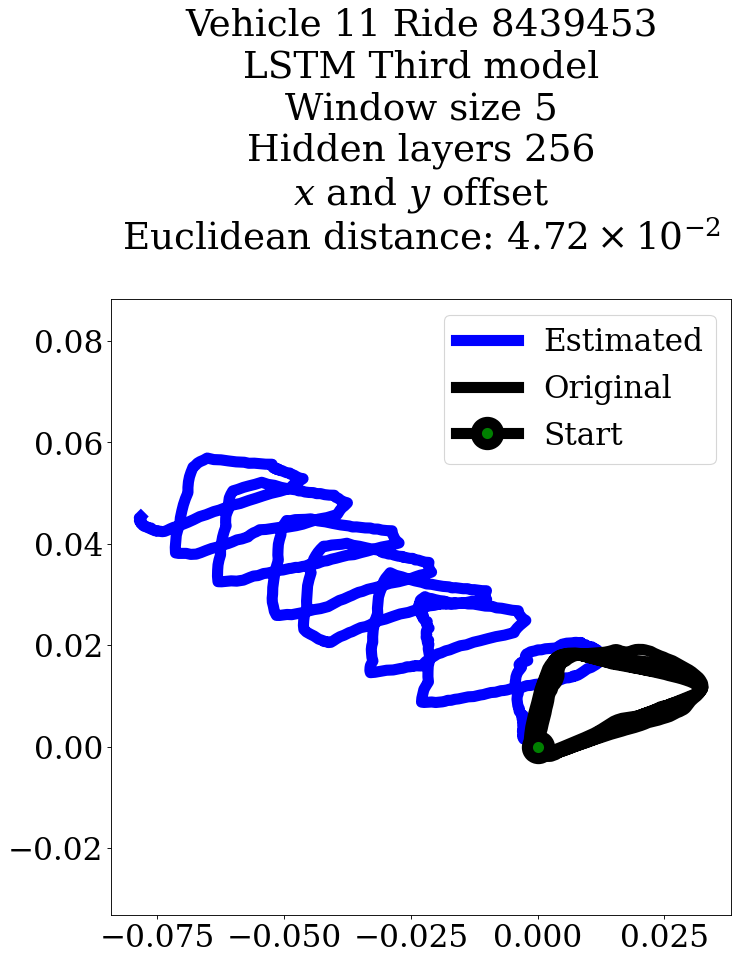 Vehicle 11 Ride 8439453
LSTM Third model
Window size 5
Hidden layers 256
x and y offset
Euclidean distance: 4.72 × 10⁻²
Estimated
Original
Start
0.08
0.06
0.04
0.02
0.00
−0.02
−0.075 −0.050 −0.025 0.000 0.025